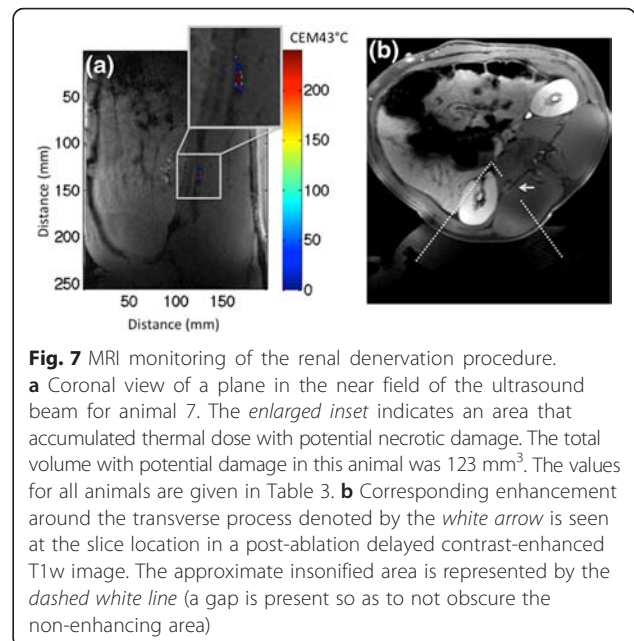 CEM43°C
(a)
(b)
50
100
150
200
250
Distance (mm)
50
100
150
Distance (mm)
200
150
100
50
0
Fig. 7 MRI monitoring of the renal denervation procedure.
a Coronal view of a plane in the near field of the ultrasound
beam for animal 7. The enlarged inset indicates an area that
accumulated thermal dose with potential necrotic damage. The total
volume with potential damage in this animal was 123 mm³. The values
for all animals are given in Table 3. b Corresponding enhancement
around the transverse process denoted by the white arrow is seen
at the slice location in a post-ablation delayed contrast-enhanced
T1w image. The approximate insonified area is represented by the
dashed white line (a gap is present so as to not obscure the
non-enhancing area)